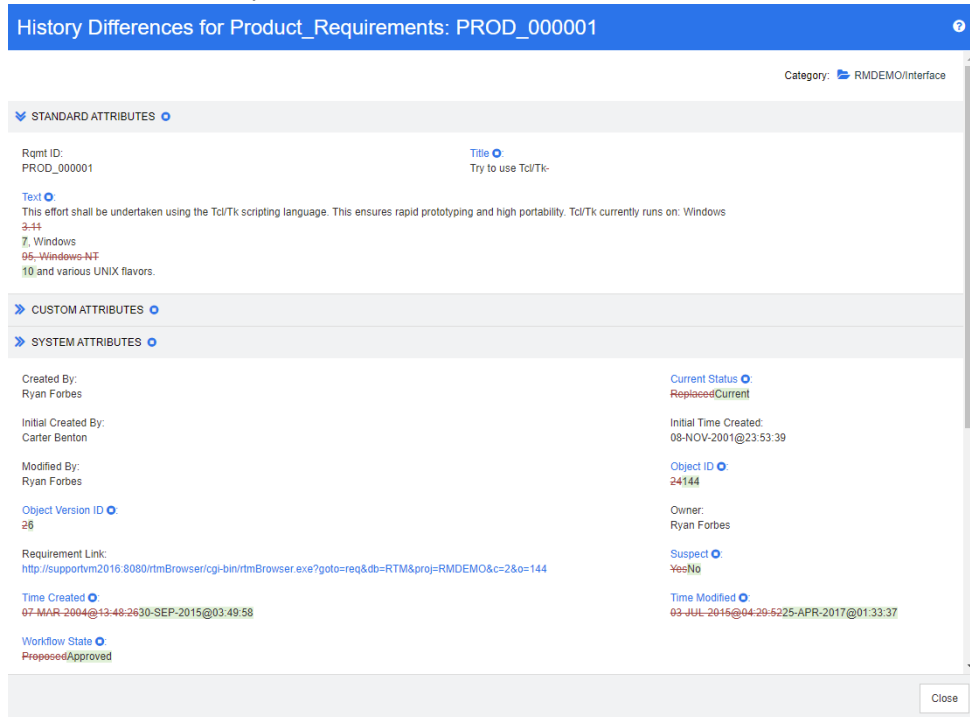 History Differences for Product_Requirements: PROD_000001
Category: RMDEMO/Interface
STANDARD ATTRIBUTES
Rqmt ID:
PROD_000001
Title :
Try to use Tcl/Tk-
Text :
This effort shall be undertaken using the Tcl/Tk scripting language. This ensures rapid prototyping and high portability. Tcl/Tk currently runs on: Windows
3.11
7, Windows
95, Windows NT
10 and various UNIX flavors.
CUSTOM ATTRIBUTES
SYSTEM ATTRIBUTES
Created By:
Ryan Forbes
Current Status :
ReplacedCurrent
Initial Created By:
Carter Benton
Initial Time Created:
08-NOV-2001@23:53:39
Modified By:
Ryan Forbes
Object ID :
24144
Object Version ID :
26
Owner:
Ryan Forbes
Requirement Link:
http://supportvm2016:8080/rtmBrowser/cgi-bin/rtmBrowser.exe?goto=req&db=RTM&proj=RMDEMO&c=2&o=144
Suspect :
YesNo
Time Created :
07-MAR-2004@13:48:2630-SEP-2015@03:49:58
Time Modified :
03-JUL-2015@04:29:5225-APR-2017@01:33:37
Workflow State :
ProposedApproved
Close